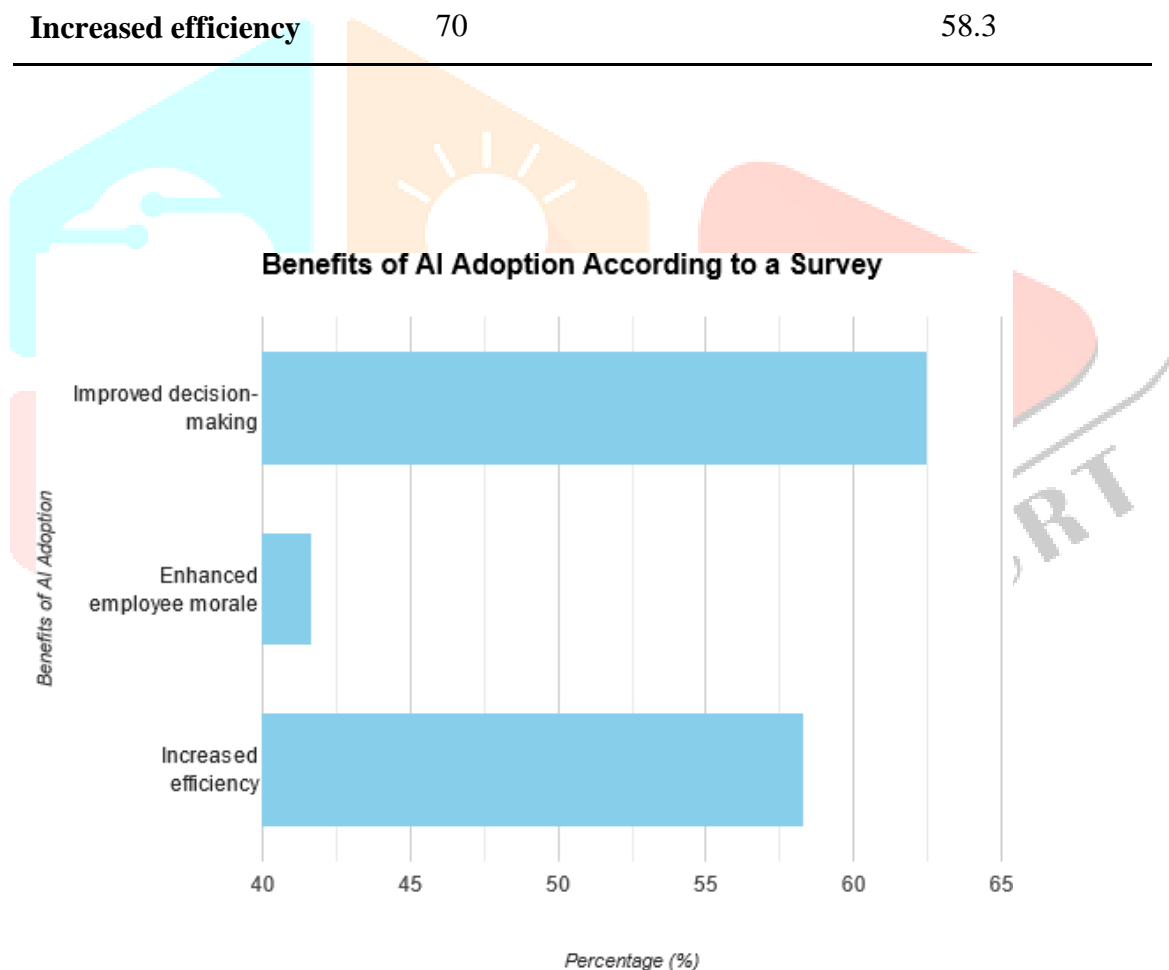 Increased efficiency 70 58.3
Benefits of AI Adoption According to a Survey
Improved decision-
making
Enhanced
employee morale
Increased
efficiency
Benefits of AI Adoption
40 45 50 55 60 65
Percentage (%)